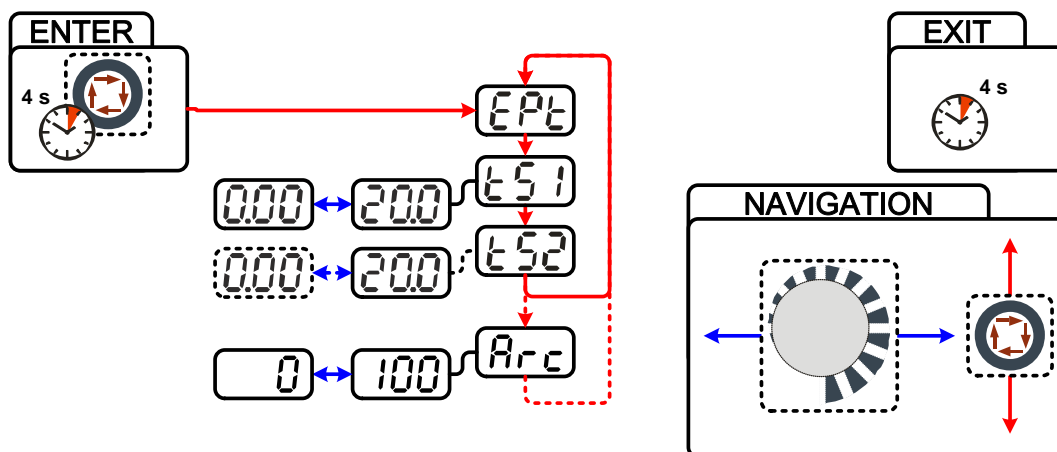 ENTER
EXIT
4 s
4 s
EPt
tS1
0.00 20.0
tS2
0.00 20.0
NAVIGATION
Arc
0 100